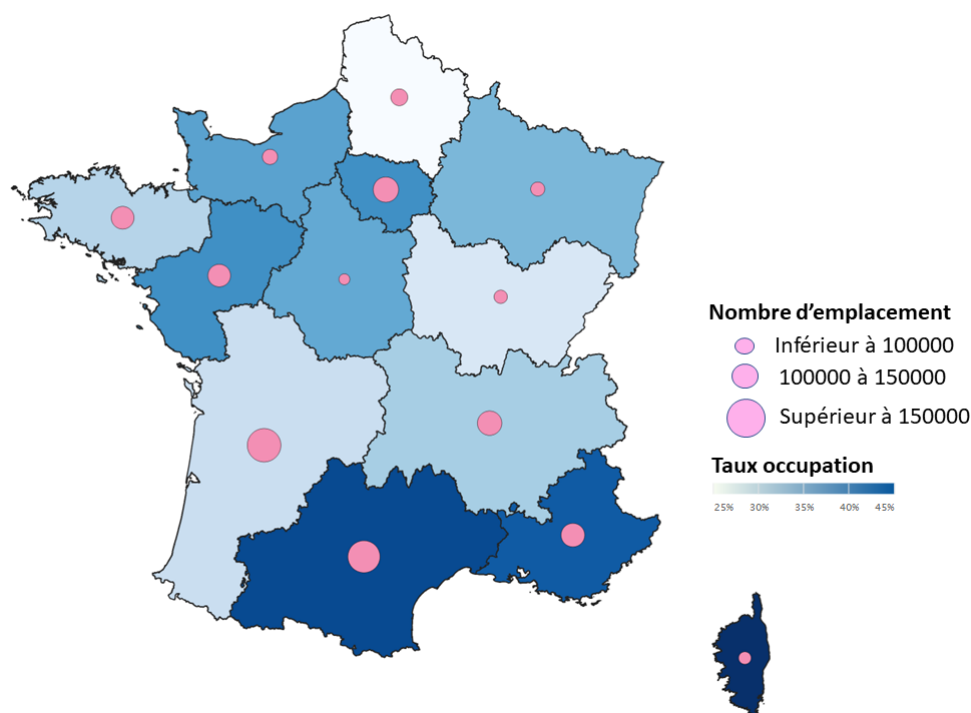 Nombre d’emplacement
Inférieur à 100000
100000 à 150000
Supérieur à 150000
Taux occupation
25% 30% 35% 40% 45%